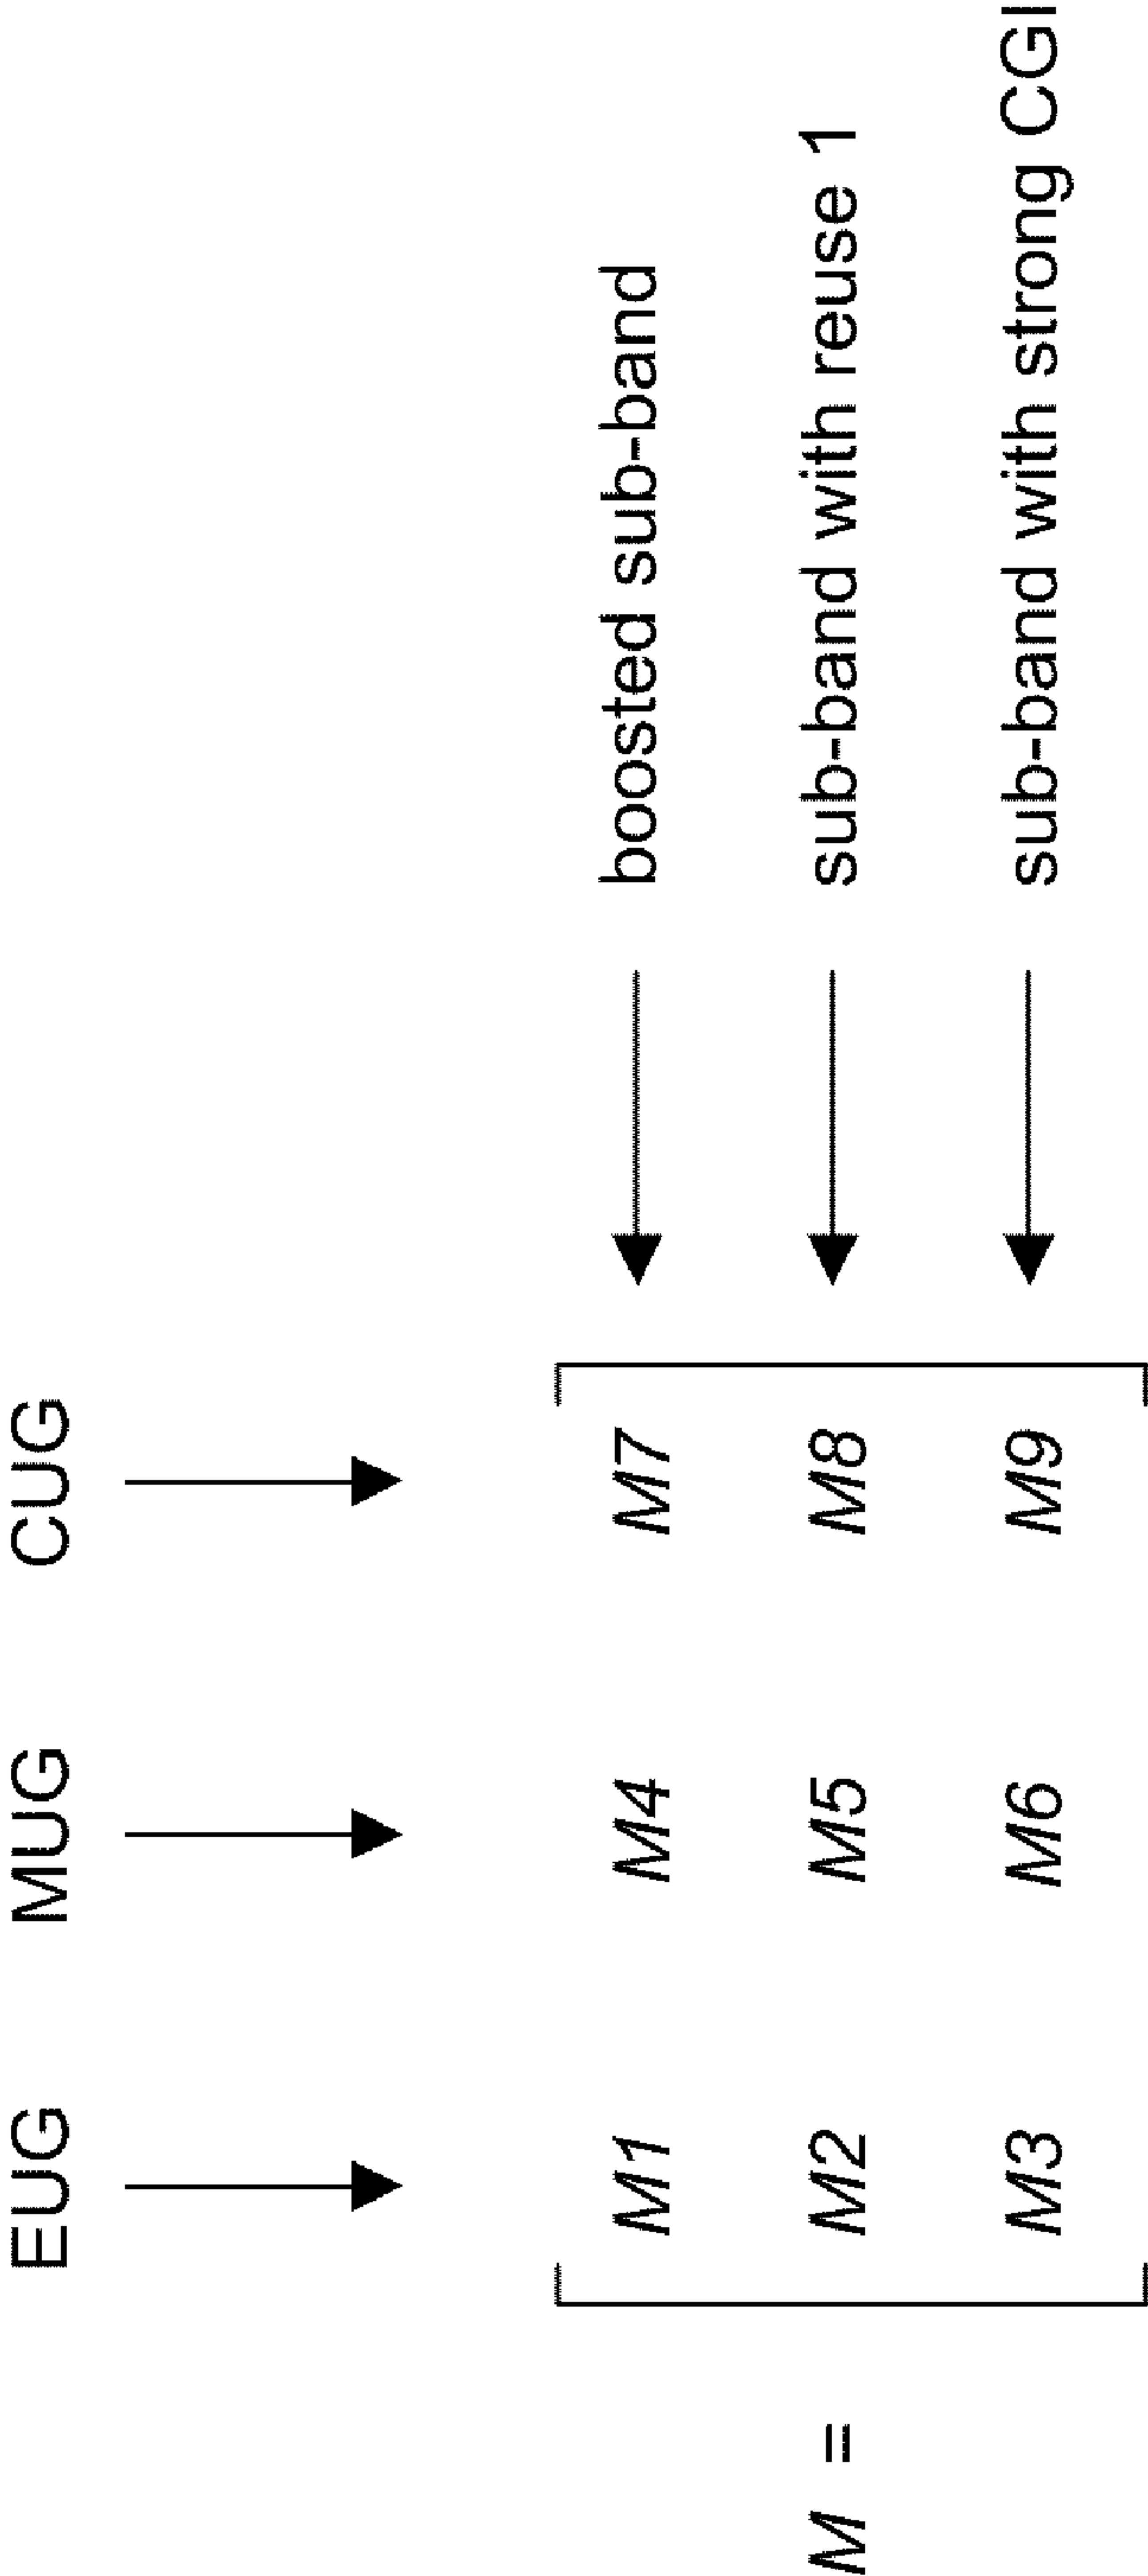 EUG MUG CUG
M1 M4 M7 boosted sub-band
M = M2 M5 M8 sub-band with reuse 1
M3 M6 M9 sub-band with strong CGI